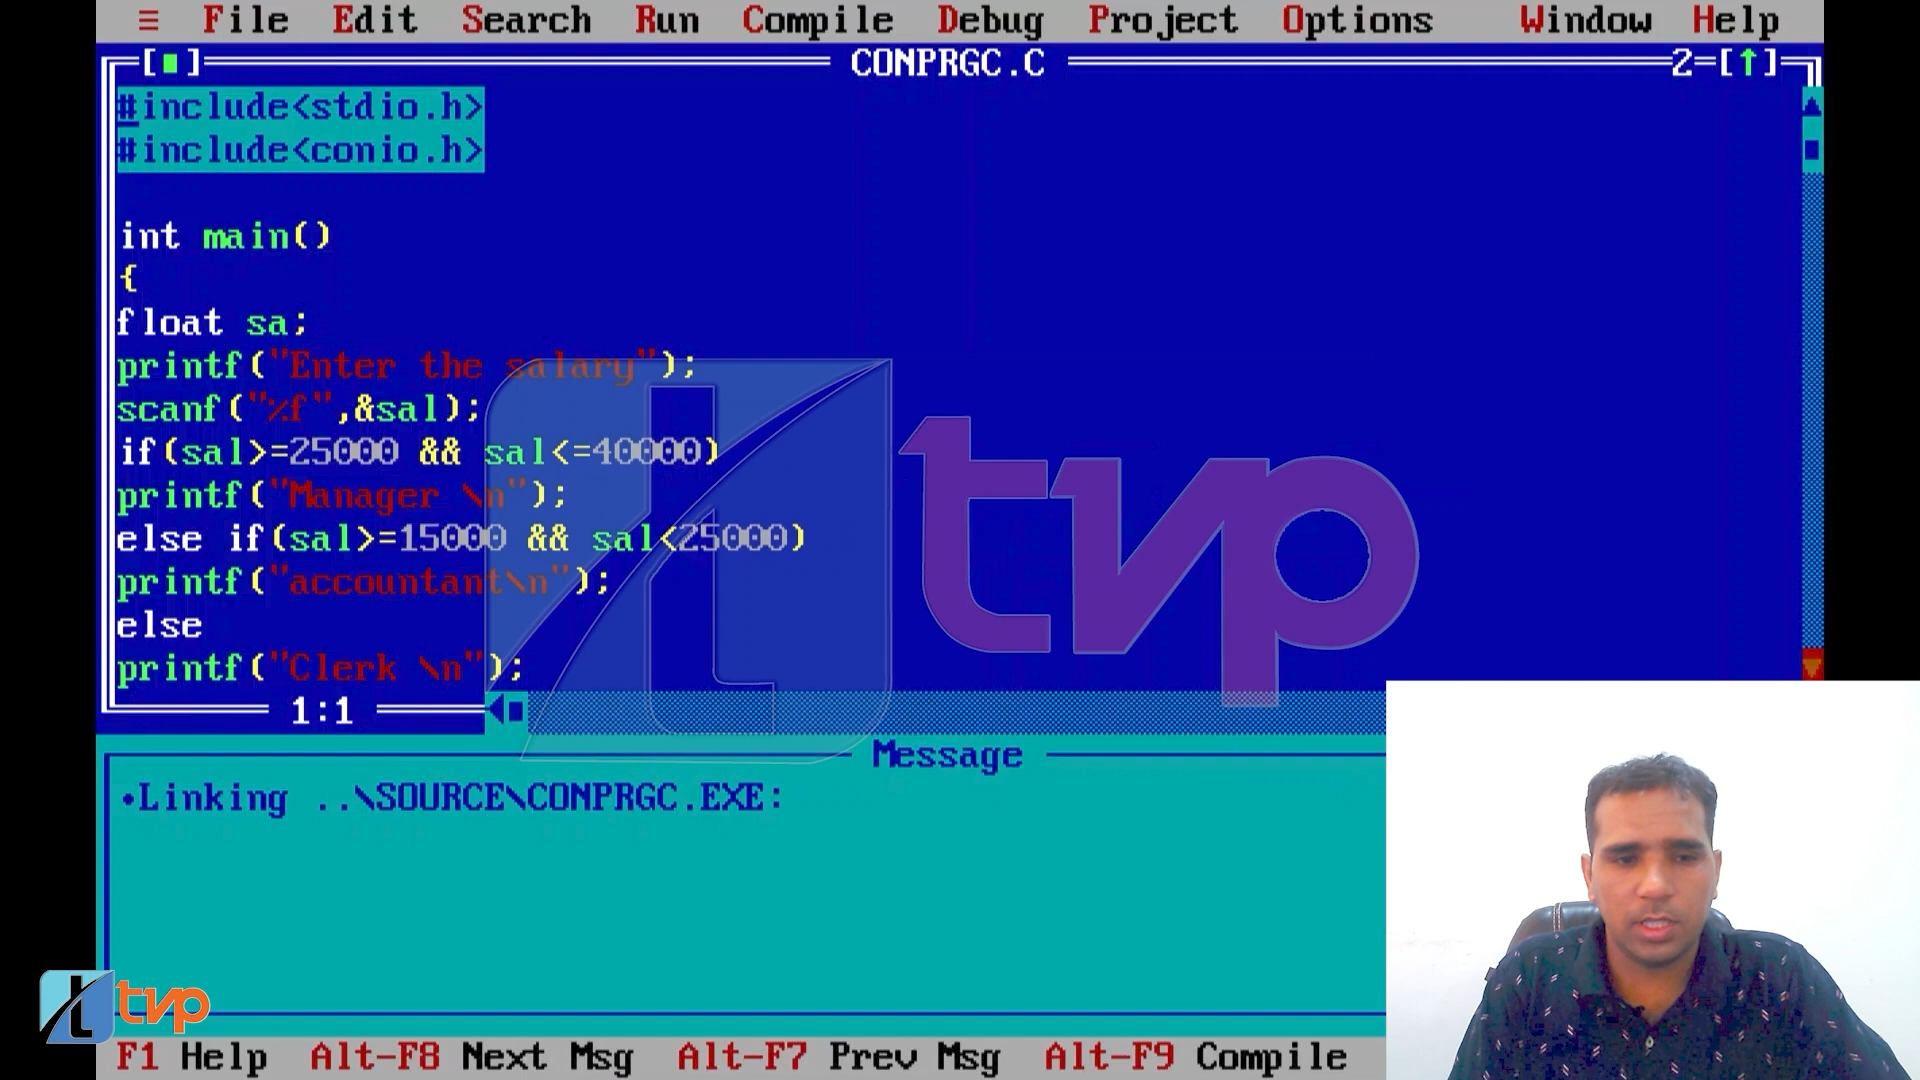 ≡ File Edit Search Run Compile Debug Project Options Window Help
[■] CONPRGC.C 2=[↑]
#include<stdio.h>
#include<conio.h>
int main()
{
float sa;
printf("Enter the salary");
scanf("%f",&sal);
if(sal>=25000 && sal<=40000)
printf("Manager \n");
else if(sal>=15000 && sal<25000)
printf("accountant\n");
else
printf("Clerk \n");
1:1
tvp
Message
•Linking ..\SOURCE\CONPRGC.EXE:
tvp
F1 Help Alt-F8 Next Msg Alt-F7 Prev Msg Alt-F9 Compile